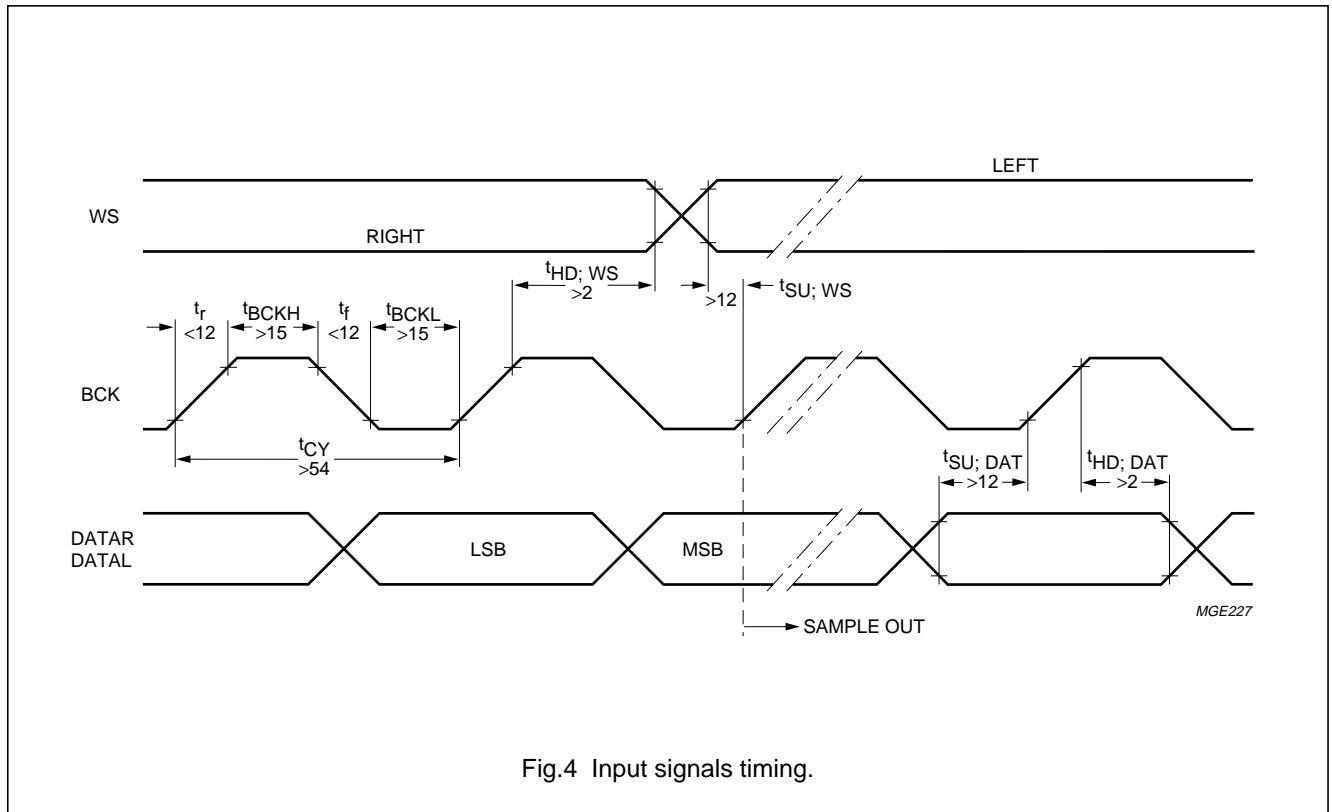 LEFT
WS
RIGHT
tHD; WS
>2
>12
tSU; WS
tr
<12
tBCKH
>15
tf
<12
tBCKL
>15
BCK
tCY
>54
tSU; DAT
>12
tHD; DAT
>2
DATAR
DATAL
LSB
MSB
MGE227
SAMPLE OUT
Fig.4 Input signals timing.